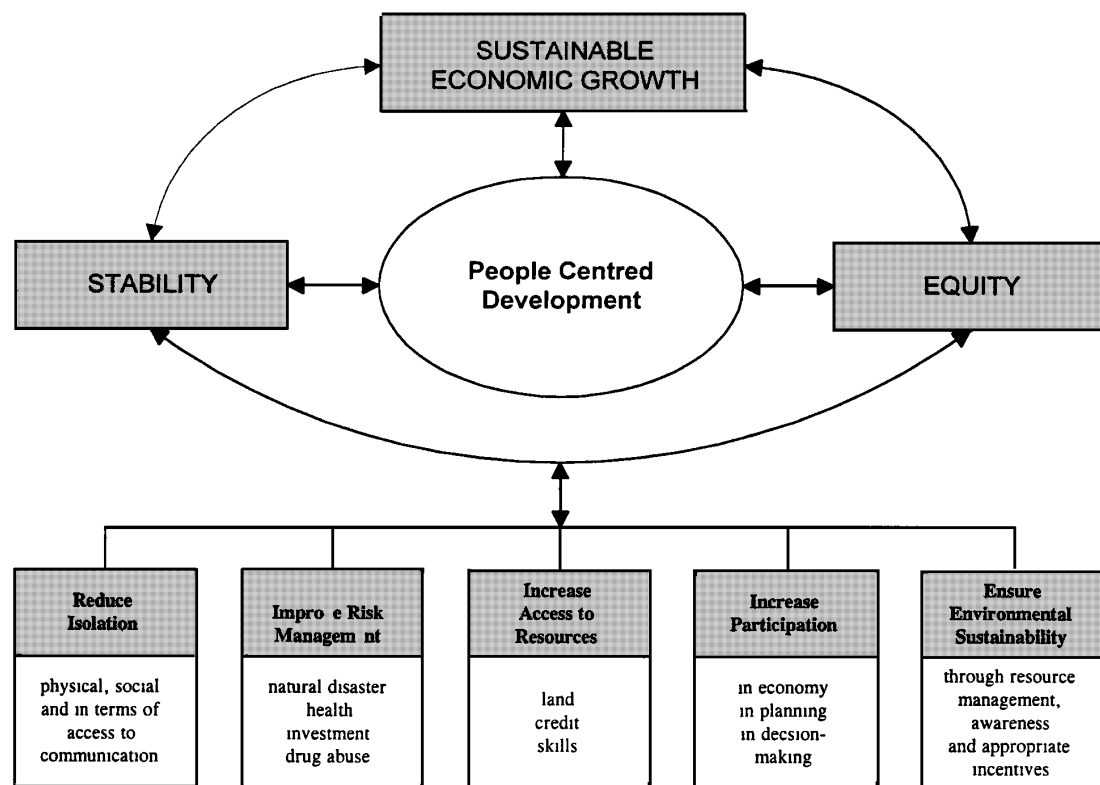 SUSTAINABLE
ECONOMIC GROWTH
STABILITY
People Centred
Development
EQUITY
Reduce
Isolation
physical, social
and in terms of
access to
communication
Impro e Risk
Managem nt
natural disaster
health
investment
drug abuse
Increase
Access to
Resources
land
credit
skills
Increase
Participation
in economy
in planning
in decsion-
making
Ensure
Environmental
Sustainability
through resource
management,
awareness
and appropriate
incentives